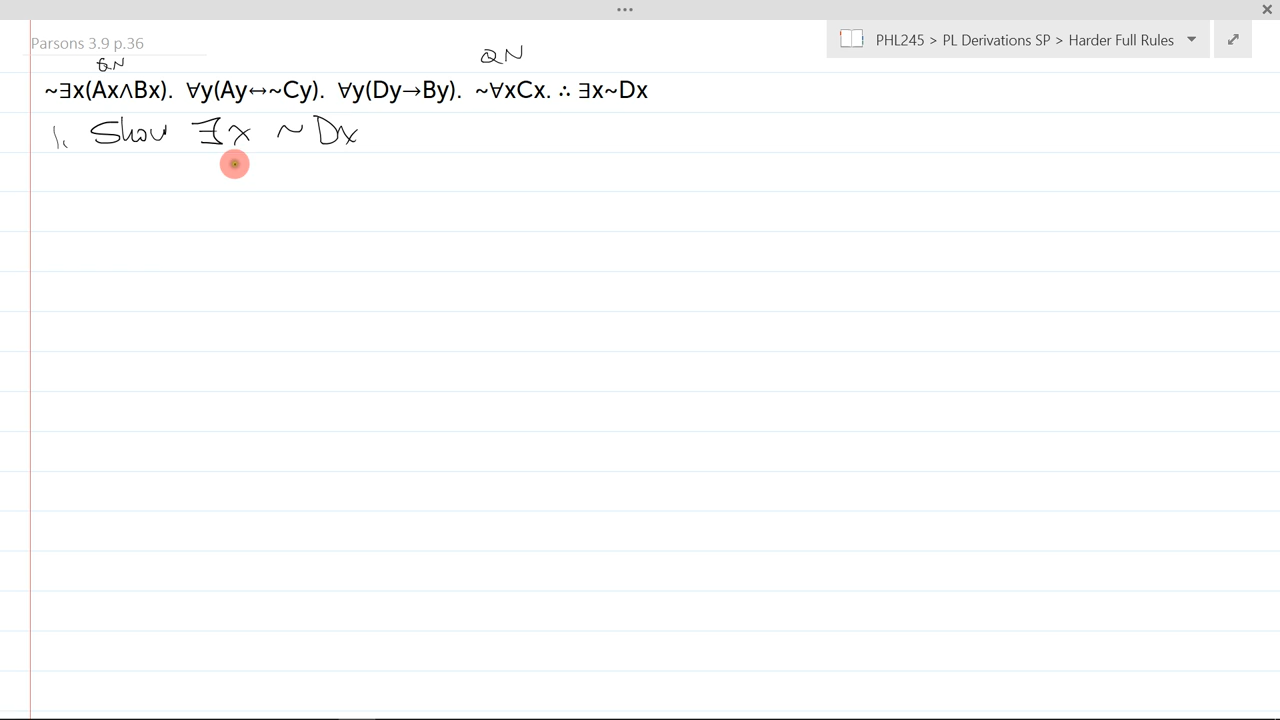 Parsons 3.9 p.36
PHL245 > PL Derivations SP > Harder Full Rules
QN QN
~∃x(Ax∧Bx). ∀y(Ay↔~Cy). ∀y(Dy→By). ~∀xCx. ∴ ∃x~Dx
1. Show ∃x ~Dx